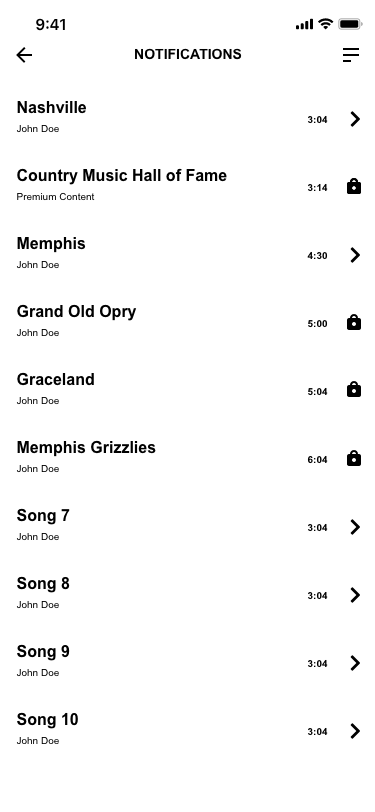 9:41
NOTIFICATIONS
Nashville
John Doe
3:04
Country Music Hall of Fame
Premium Content
3:14
Memphis
John Doe
4:30
Grand Old Opry
John Doe
5:00
Graceland
John Doe
5:04
Memphis Grizzlies
John Doe
6:04
Song 7
John Doe
3:04
Song 8
John Doe
3:04
Song 9
John Doe
3:04
Song 10
John Doe
3:04